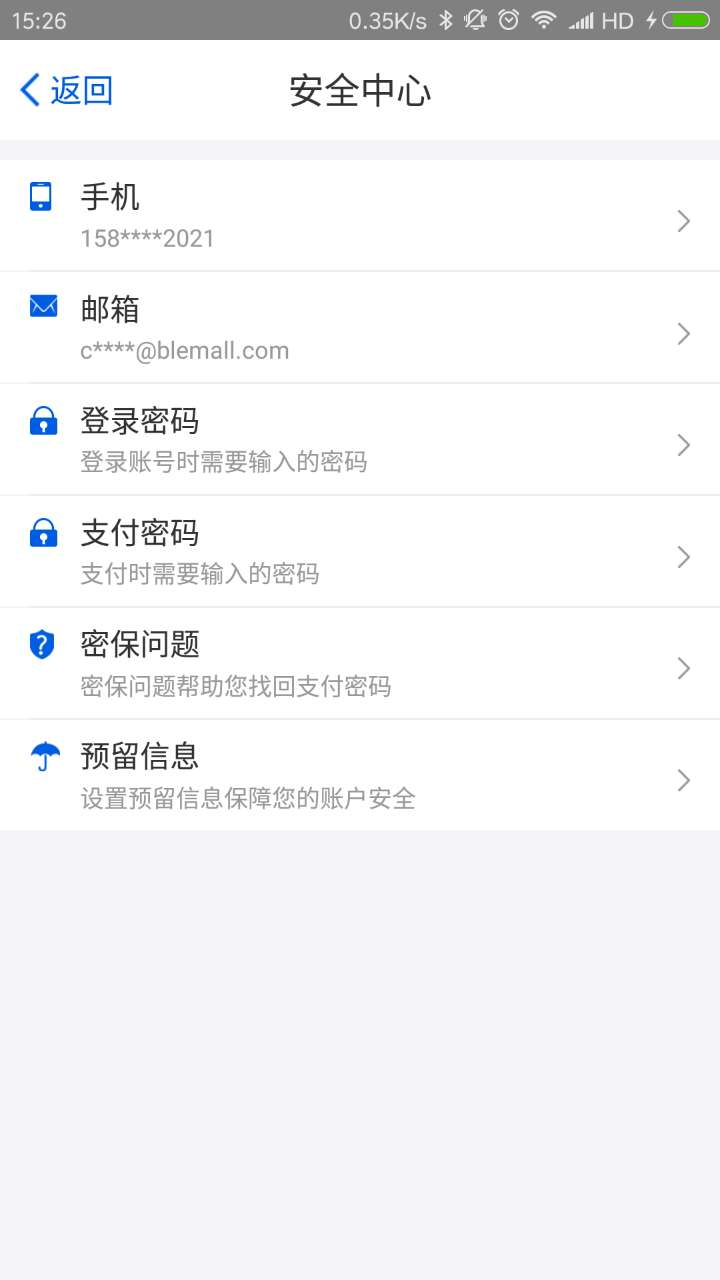 15:26 0.35K/s HD
返回 安全中心
手机
158****2021
邮箱
c****@blemall.com
登录密码
登录账号时需要输入的密码
支付密码
支付时需要输入的密码
密保问题
密保问题帮助您找回支付密码
预留信息
设置预留信息保障您的账户安全